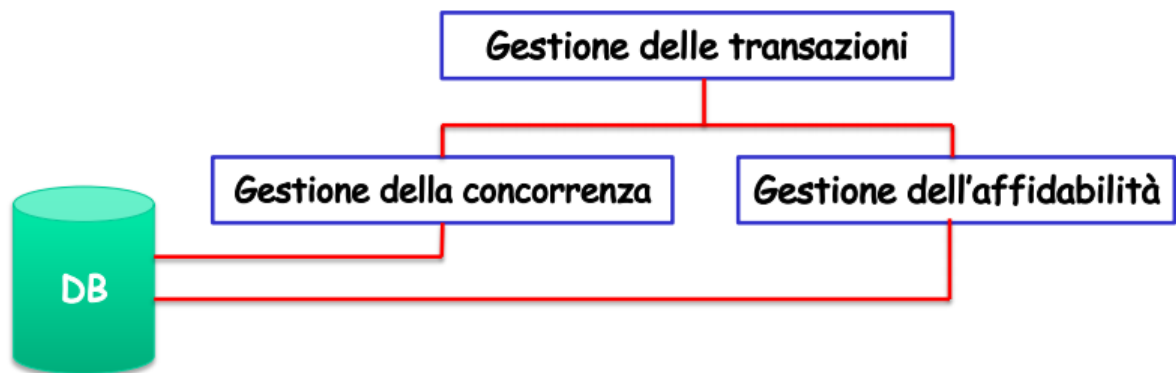 Gestione delle transazioni
Gestione della concorrenza
Gestione dell'affidabilità
DB